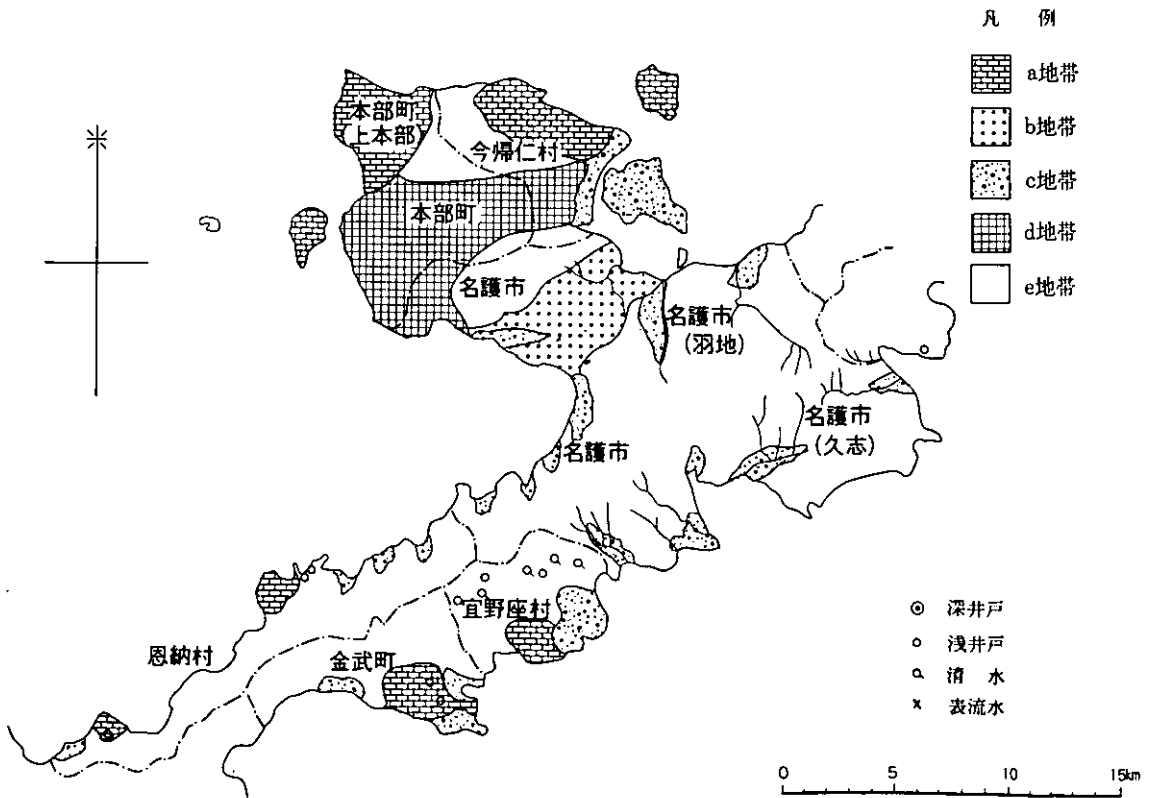 凡 例
a地帯
b地帯
c地帯
d地帯
e地帯
本部町
(上本部)
今帰仁村
本部町
名護市
名護市
(羽地)
名護市
(久志)
名護市
宜野座村
恩納村
金武町
深井戸
浅井戸
清 水
表流水
0 5 10 15km